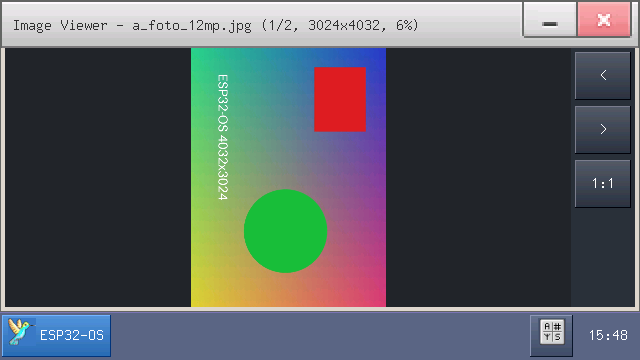 Image Viewer - a_foto_12mp.jpg (1/2, 3024x4032, 6%)
ESP32-OS 4032x3024
<
>
1:1
ESP32-OS
A#
TS
15:48